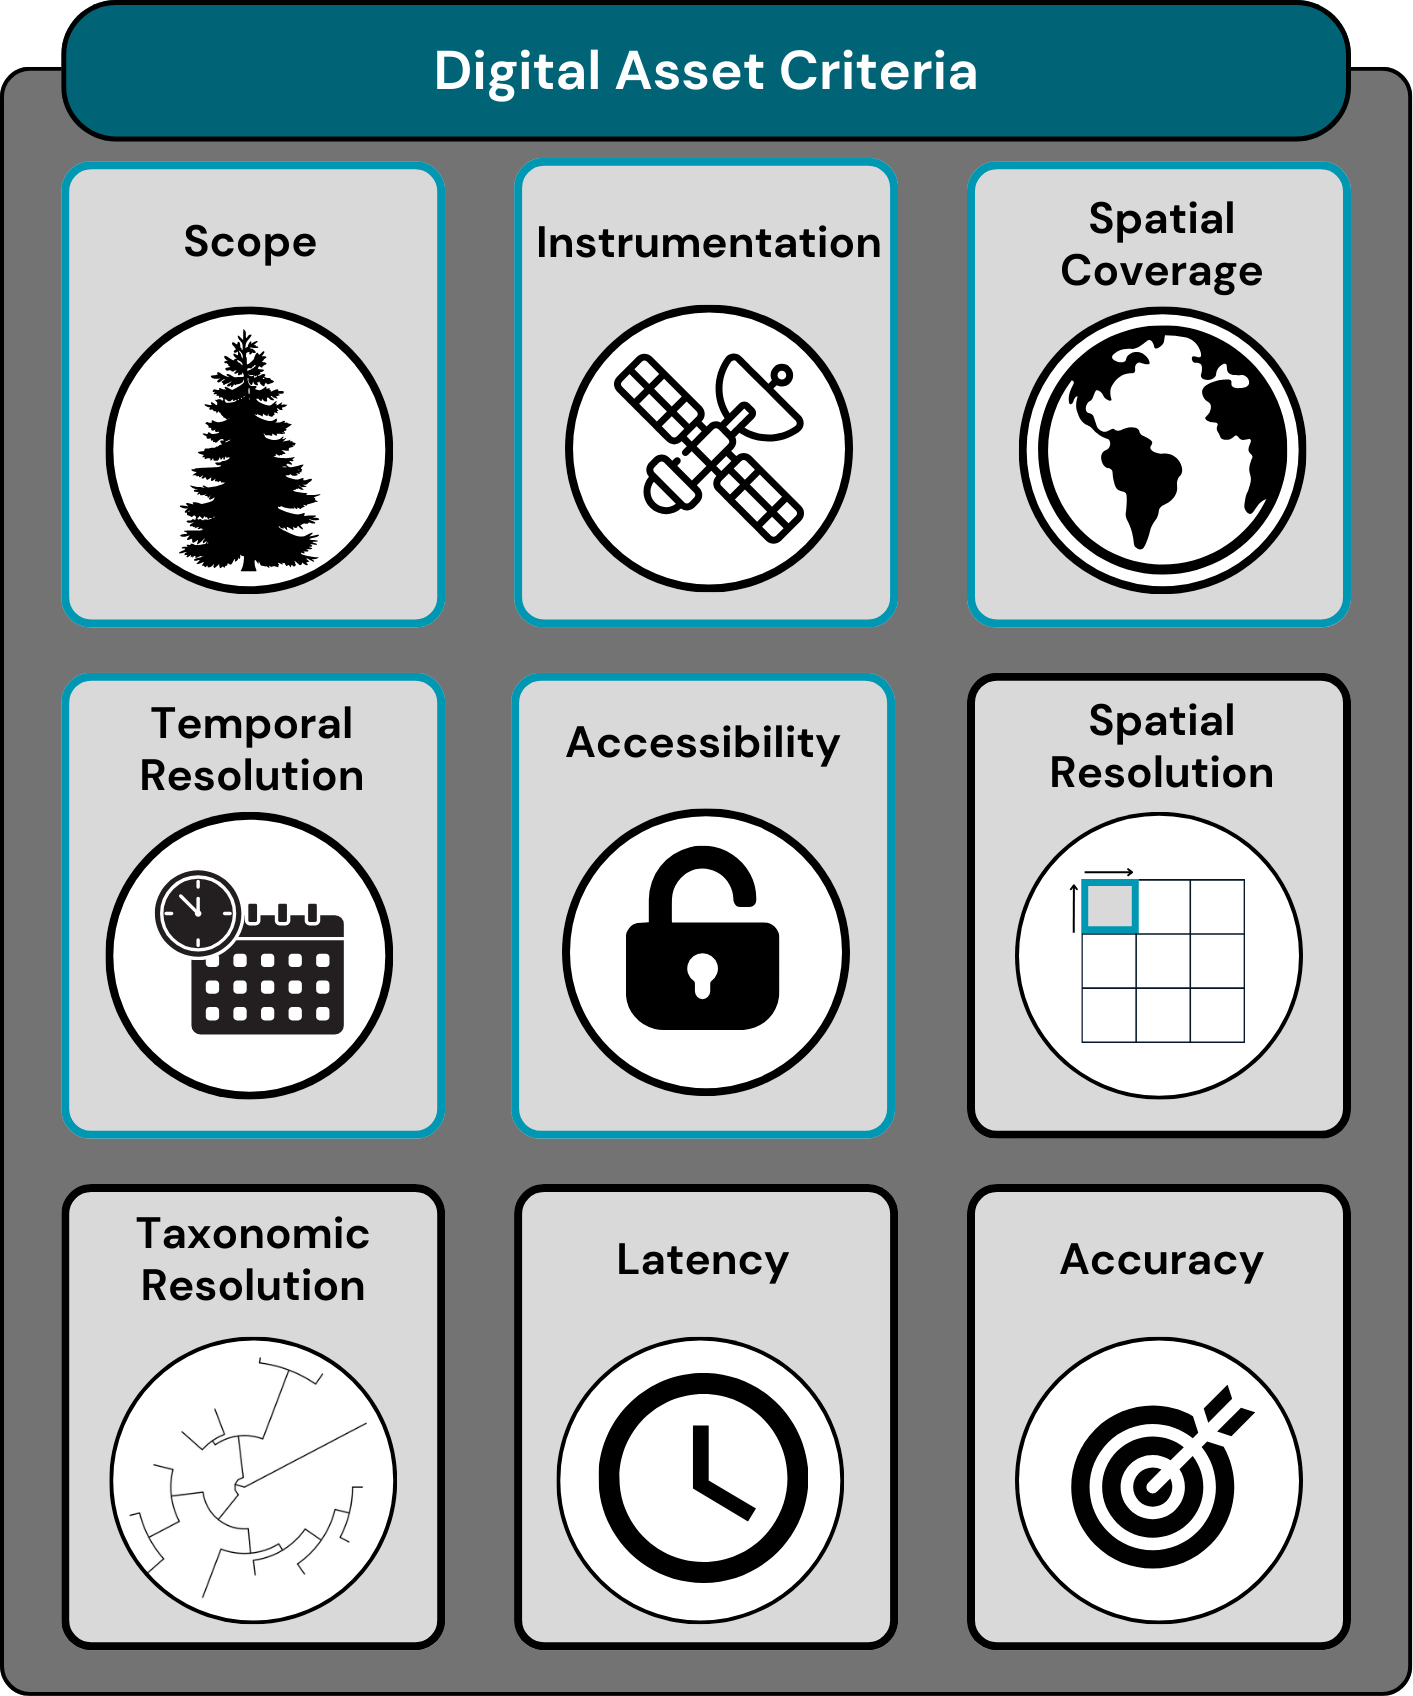 Digital Asset Criteria
Scope
Instrumentation
Spatial
Coverage
Temporal
Resolution
Accessibility
Spatial
Resolution
Taxonomic
Resolution
Latency
Accuracy